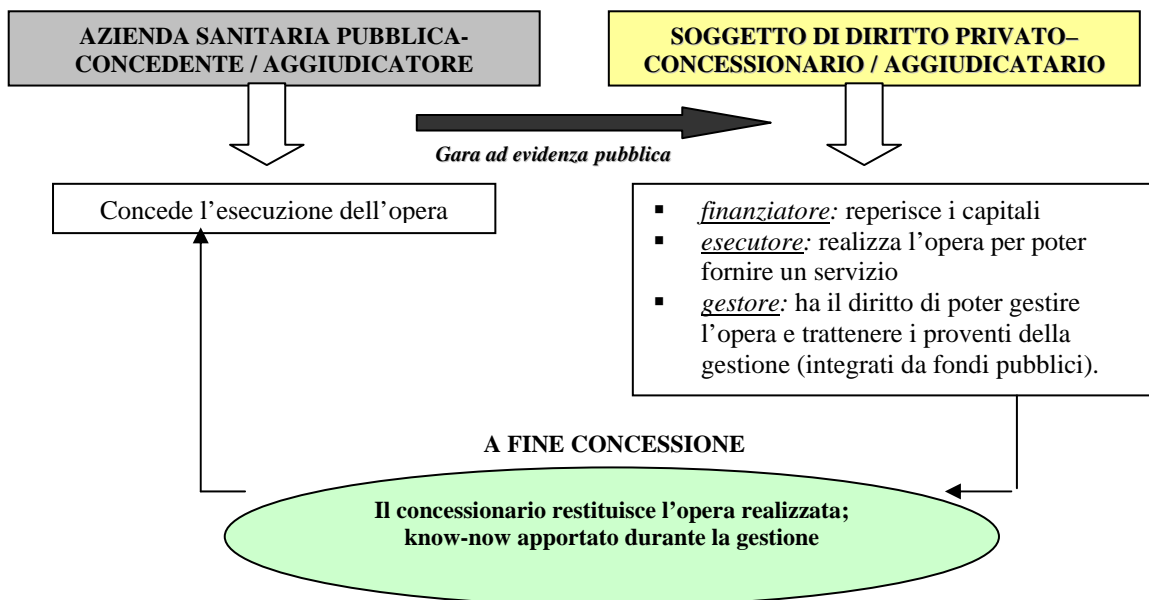 AZIENDA SANITARIA PUBBLICA-
CONCEDENTE / AGGIUDICATORE
SOGGETTO DI DIRITTO PRIVATO–
CONCESSIONARIO / AGGIUDICATARIO
Gara ad evidenza pubblica
Concede l'esecuzione dell'opera
▪ finanziatore: reperisce i capitali
▪ esecutore: realizza l'opera per poter
fornire un servizio
▪ gestore: ha il diritto di poter gestire
l'opera e trattenere i proventi della
gestione (integrati da fondi pubblici).
A FINE CONCESSIONE
Il concessionario restituisce l'opera realizzata;
know-now apportato durante la gestione